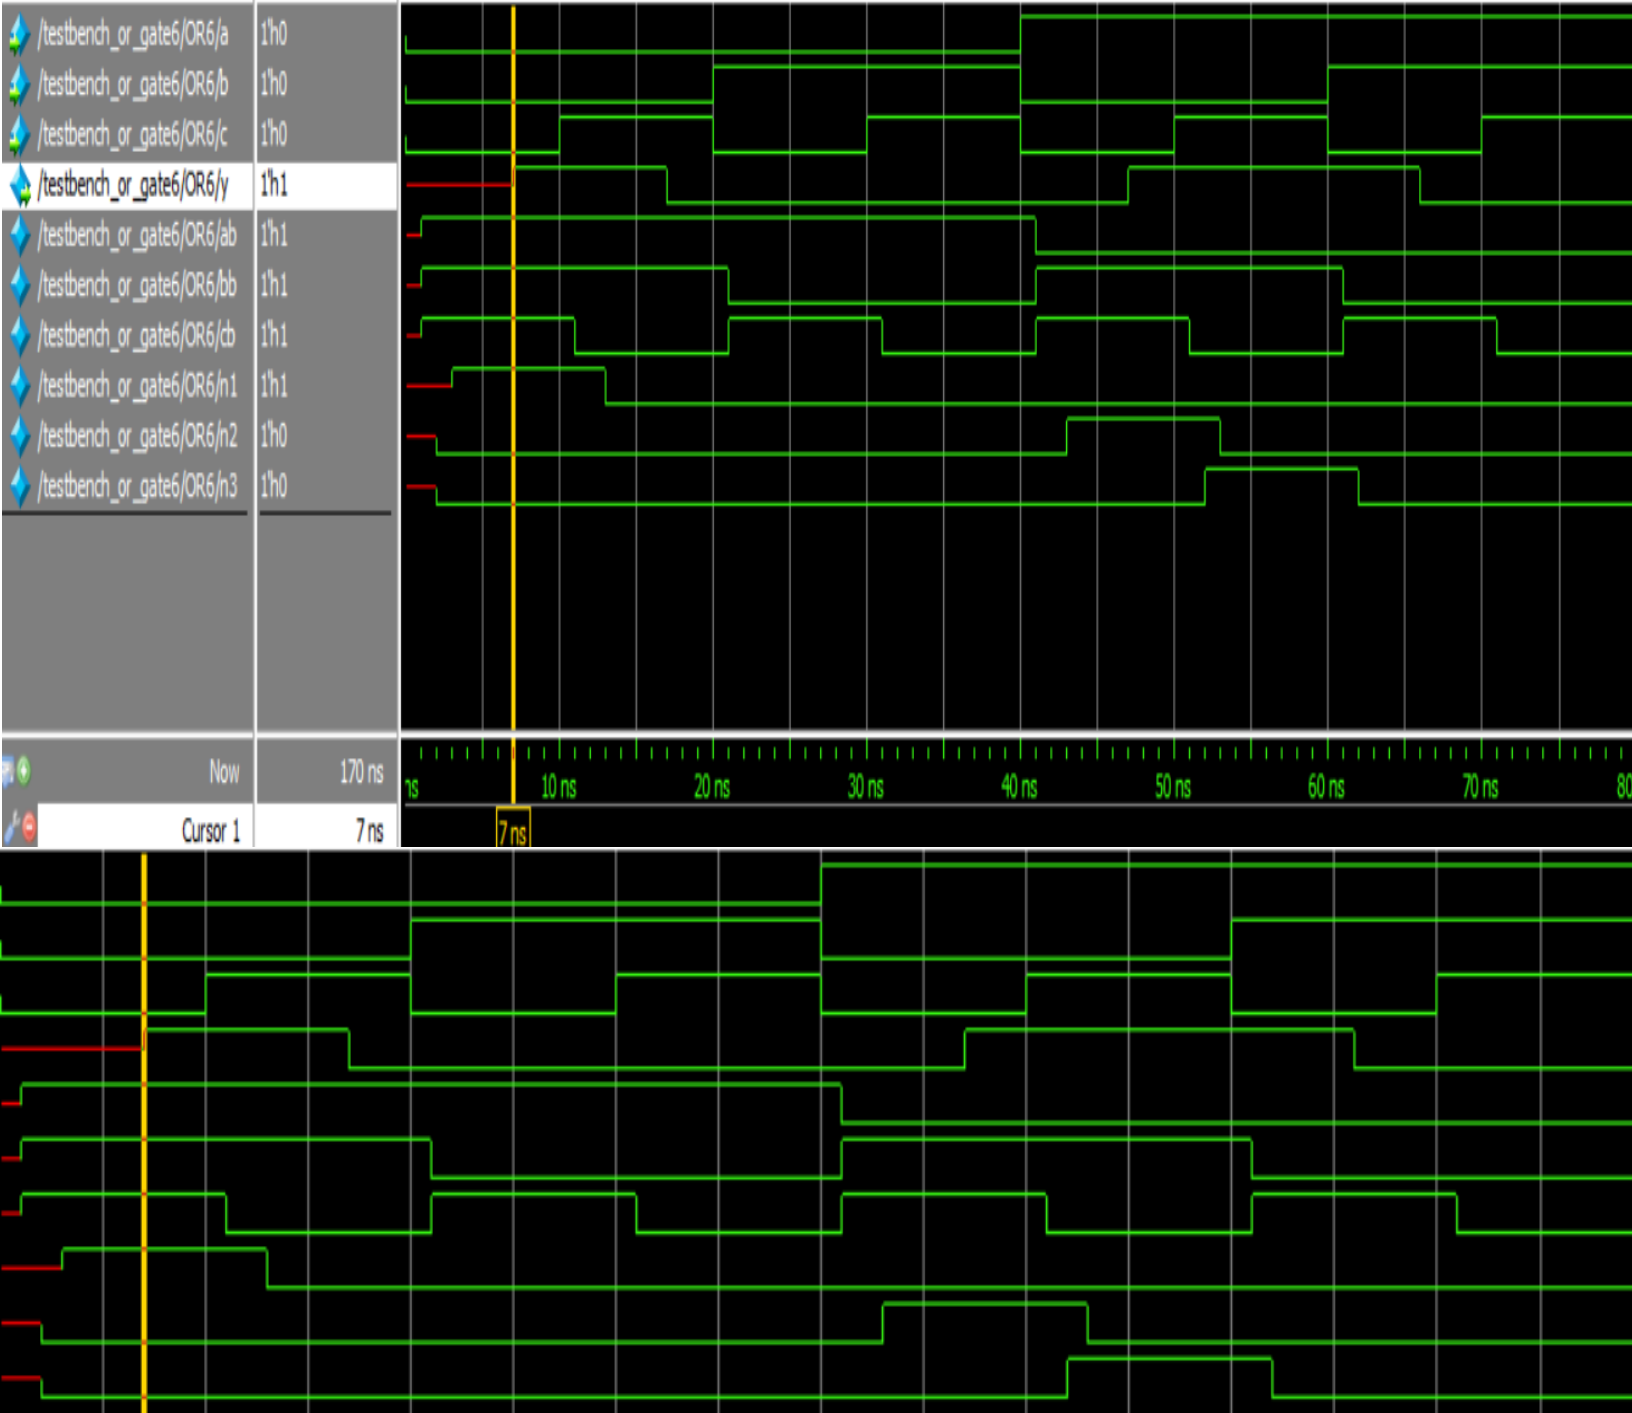 /testbench_or_gate6/OR6/a 1'h0
/testbench_or_gate6/OR6/b 1'h0
/testbench_or_gate6/OR6/c 1'h0
/testbench_or_gate6/OR6/y 1'h1
/testbench_or_gate6/OR6/ab 1'h1
/testbench_or_gate6/OR6/bb 1'h1
/testbench_or_gate6/OR6/cb 1'h1
/testbench_or_gate6/OR6/n1 1'h1
/testbench_or_gate6/OR6/n2 1'h0
/testbench_or_gate6/OR6/n3 1'h0
Now 170 ns ns 10 ns 20 ns 30 ns 40 ns 50 ns 60 ns 70 ns 80
Cursor 1 7 ns 7 ns